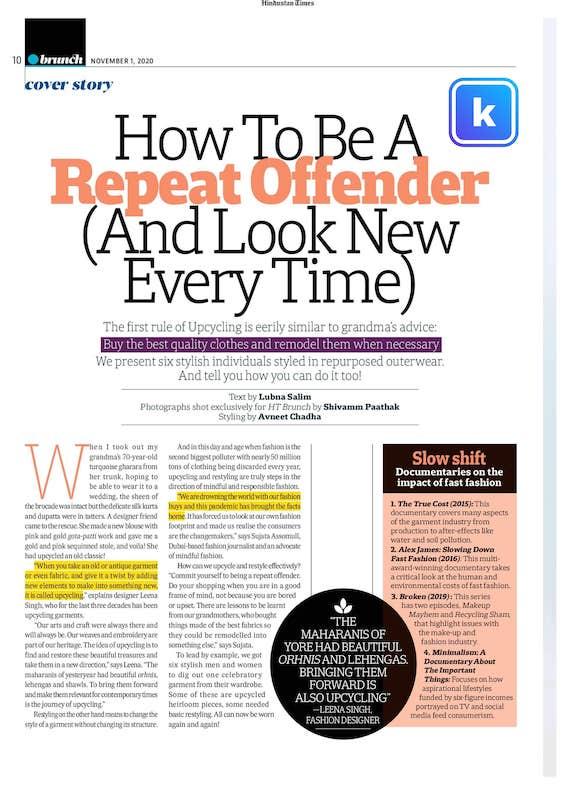 Hindustan Times
10 brunch NOVEMBER 1, 2020
cover story
k
How To Be A
Repeat Offender
(And Look New
Every Time)
The first rule of Upcycling is eerily similar to grandma's advice:
Buy the best quality clothes and remodel them when necessary
We present six stylish individuals styled in repurposed outerwear.
And tell you how you can do it too!
Text by Lubna Salim
Photographs shot exclusively for HT Brunch by Shivamm Paathak
Styling by Avneet Chadha
When I took out my
grandma's 70-year-old
turquoise gharara from
her trunk, hoping to
be able to wear it to a
wedding, the sheen of
the brocade was intact but the delicate silk kurta
and dupatta were in tatters. A designer friend
came to the rescue. She made a new blouse with
pink and gold gota-patti work and gave me a
gold and pink sequinned stole, and voila! She
had upcycled an old classic!
"When you take an old or antique garment
or even fabric, and give it a twist by adding
new elements to make into something new,
it is called upcycling," explains designer Leena
Singh, who for the last three decades has been
upcycling garments.
"Our arts and craft were always there and
will always be. Our weaves and embroidery are
part of our heritage. The idea of upcycling is to
find and restore these beautiful treasures and
take them in a new direction," says Leena. "The
maharanis of yesteryear had beautiful orhnis,
lehengas and shawls. To bring them forward
and make them relevant for contemporary times
is the journey of upcycling."
Restyling on the other hand means to change the
style of a garment without changing its structure.
And in this day and age when fashion is the
second biggest polluter with nearly 50 million
tons of clothing being discarded every year,
upcycling and restyling are truly steps in the
direction of mindful and responsible fashion.
"We are drowning the world with our fashion
buys and this pandemic has brought the facts
home. It has forced us to look at our own fashion
footprint and made us realise the consumers
are the changemakers," says Sujata Assomull,
Dubai-based fashion journalist and an advocate
of mindful fashion.
How can we upcycle and restyle effectively?
"Commit yourself to being a repeat offender.
Do your shopping when you are in a good
frame of mind, not because you are bored
or upset. There are lessons to be learnt
from our grandmothers, who bought
things made of the best fabrics so
they could be remodelled into
something else," says Sujata.
To lead by example, we got
six stylish men and women
to dig out one celebratory
garment from their wardrobe.
Some of these are upcycled
heirloom pieces, some needed
basic restyling. All can now be worn
again and again!
"THE
MAHARANIS OF
YORE HAD BEAUTIFUL
ORHNIS AND LEHENGAS.
BRINGING THEM
FORWARD IS
ALSO UPCYCLING"
—LEENA SINGH,
FASHION DESIGNER
Slow shift
Documentaries on the
impact of fast fashion
1. The True Cost (2015): This
documentary covers many aspects
of the garment industry from
production to after-effects like
water and soil pollution.
2. Alex James: Slowing Down
Fast Fashion (2016): This multi-
award-winning documentary takes
a critical look at the human and
environmental costs of fast fashion.
3. Broken (2019): This series
has two episodes, Makeup
Mayhem and Recycling Sham,
that highlight issues with
the make-up and
fashion industry.
4. Minimalism: A
Documentary About
The Important
Things: Focuses on how
aspirational lifestyles
funded by six-figure incomes
portrayed on TV and social
media feed consumerism.